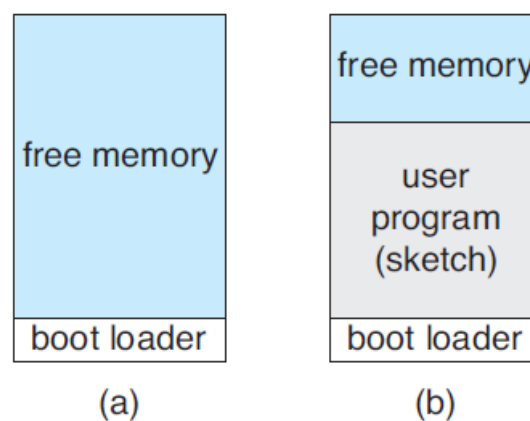 free memory
boot loader
(a)
free memory
user
program
(sketch)
boot loader
(b)